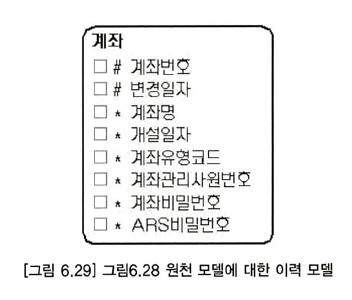 계좌
□ # 계좌번호
□ # 변경일자
□ * 계좌명
□ * 개설일자
□ * 계좌유형코드
□ * 계좌관리사원번호
□ * 계좌비밀번호
□ * ARS비밀번호
[그림 6.29] 그림6.28 원천 모델에 대한 이력 모델